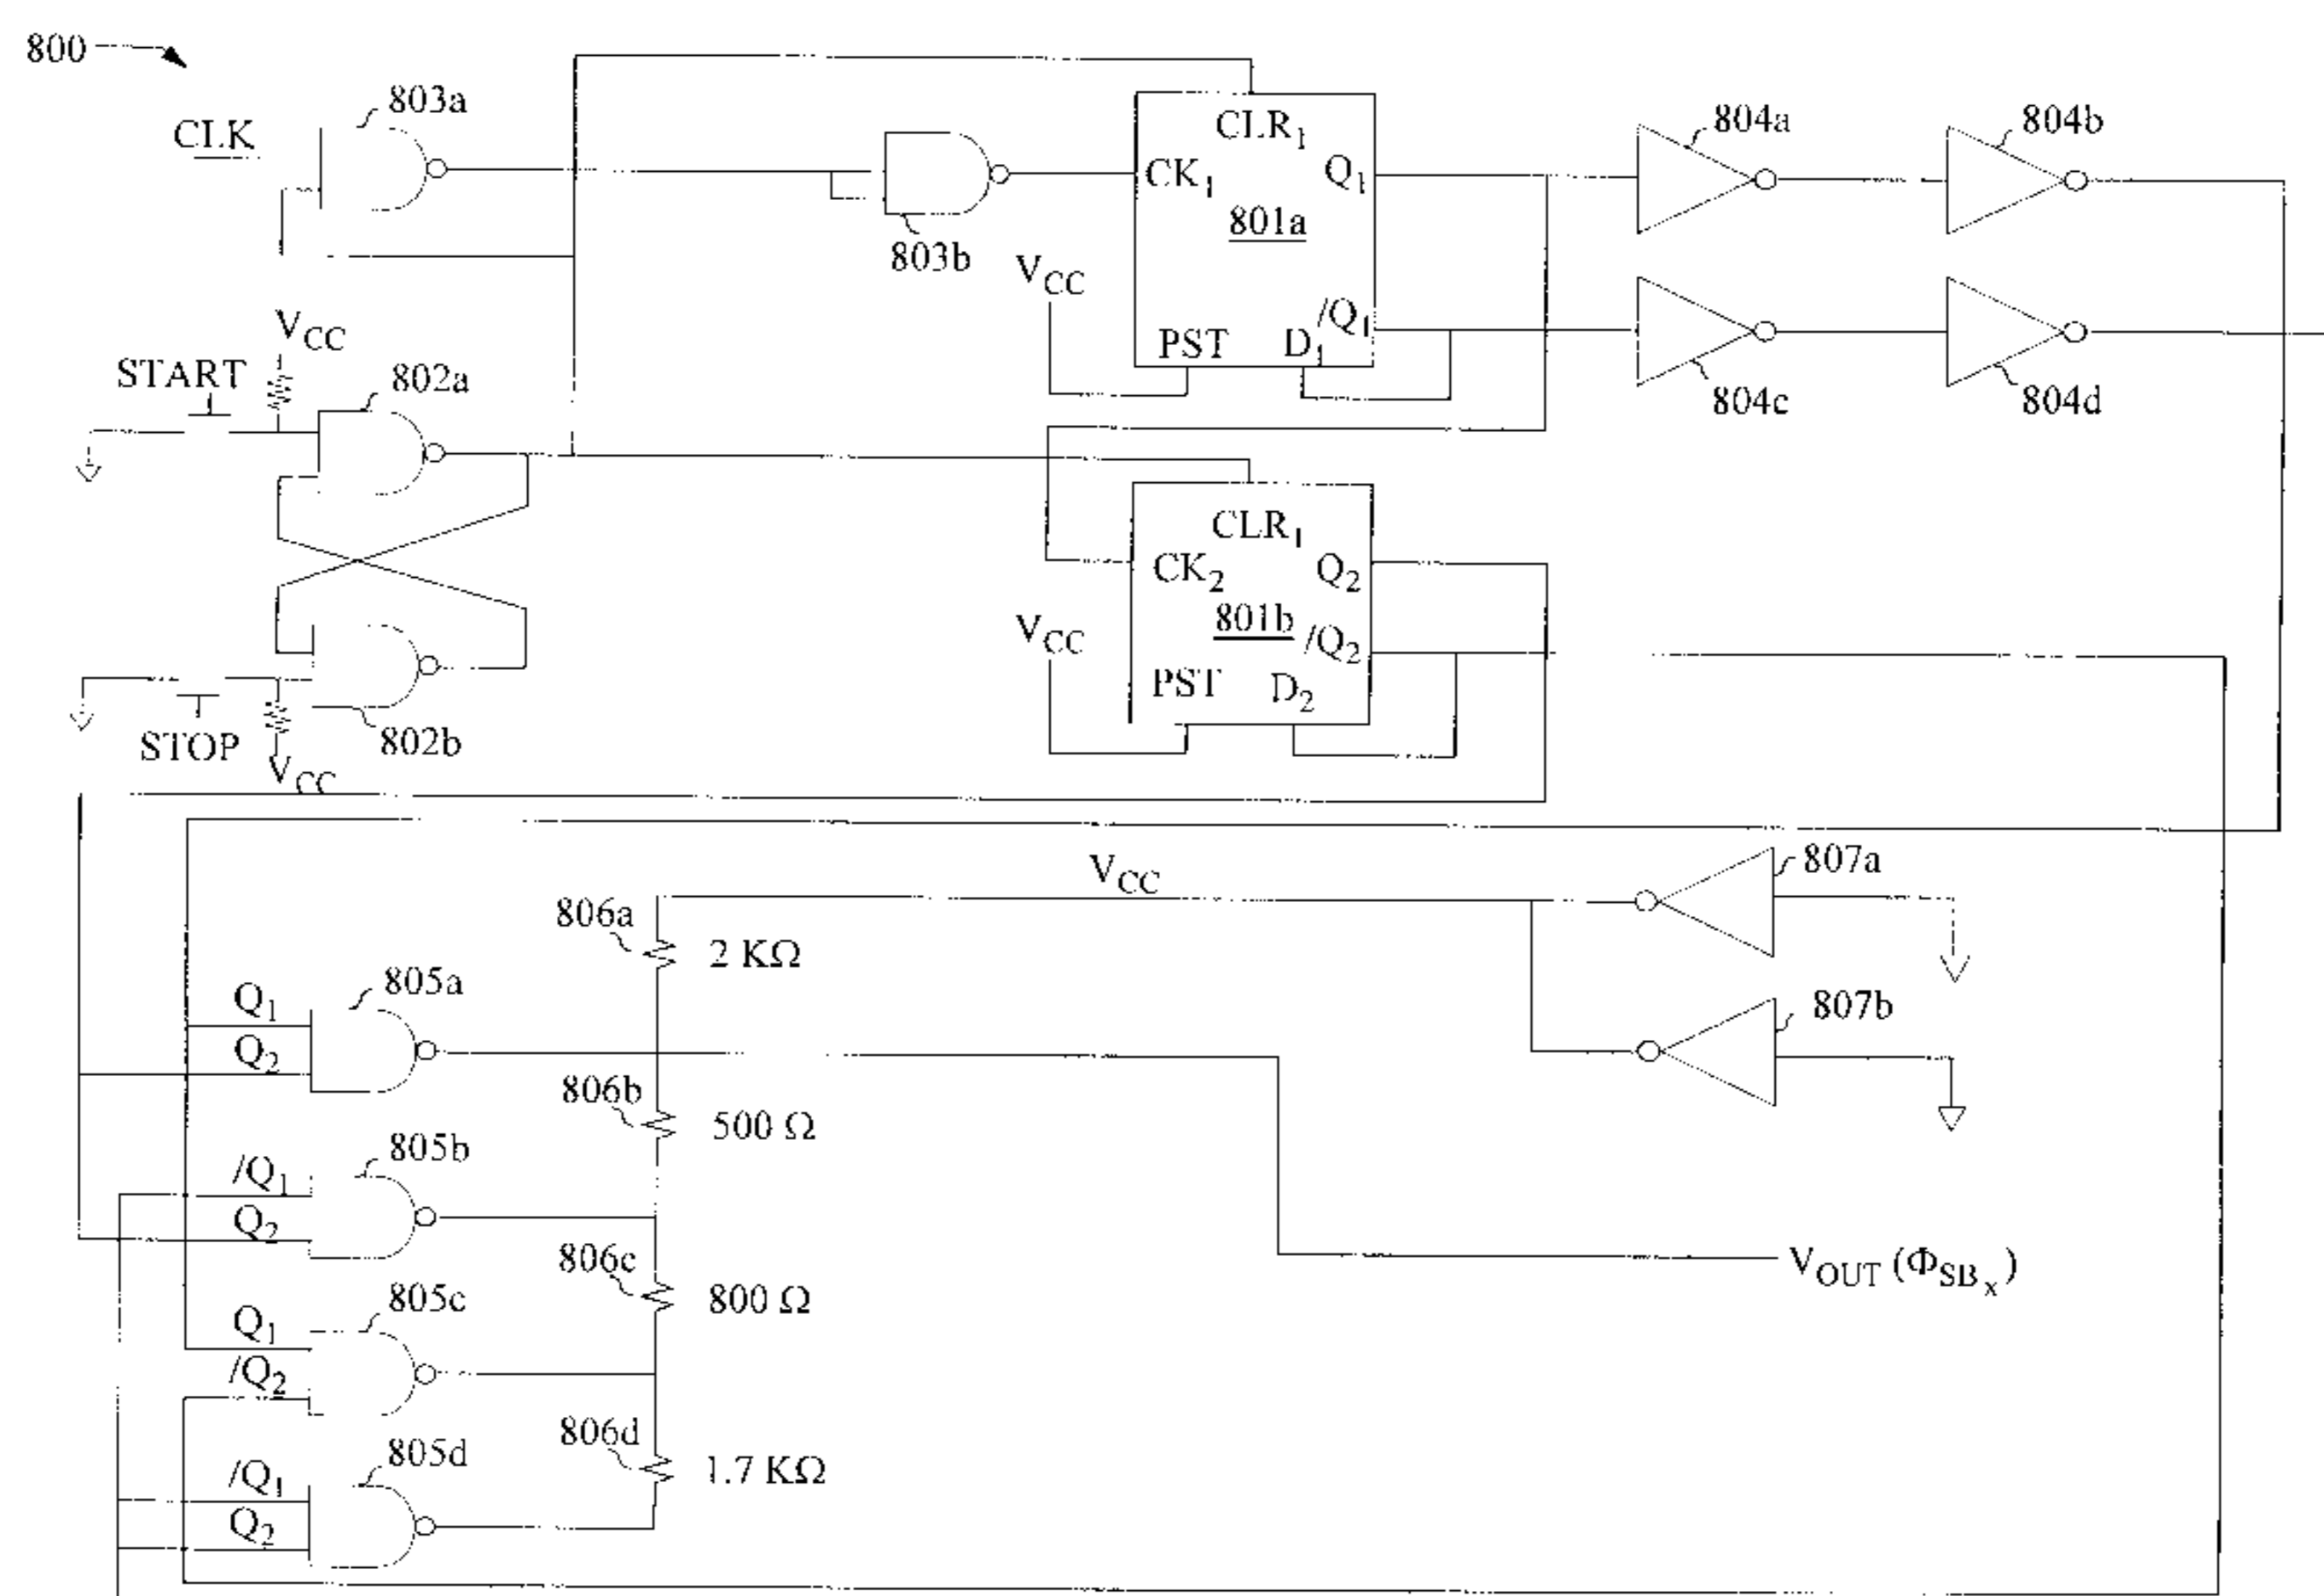 800
803a
CLK
CLR1
CK1
Q1
801a
803b
VCC
/Q1
PST
D1
804a
804b
804c
804d
VCC
START
802a
CLR1
CK2
Q2
801b
/Q2
VCC
PST
D2
STOP
802b
VCC
VCC
807a
806a
2 KΩ
805a
Q1
Q2
807b
806b
500 Ω
805b
/Q1
Q2
806c
800 Ω
VOUT (ΦSBx)
805c
Q1
/Q2
806d
1.7 KΩ
805d
/Q1
Q2